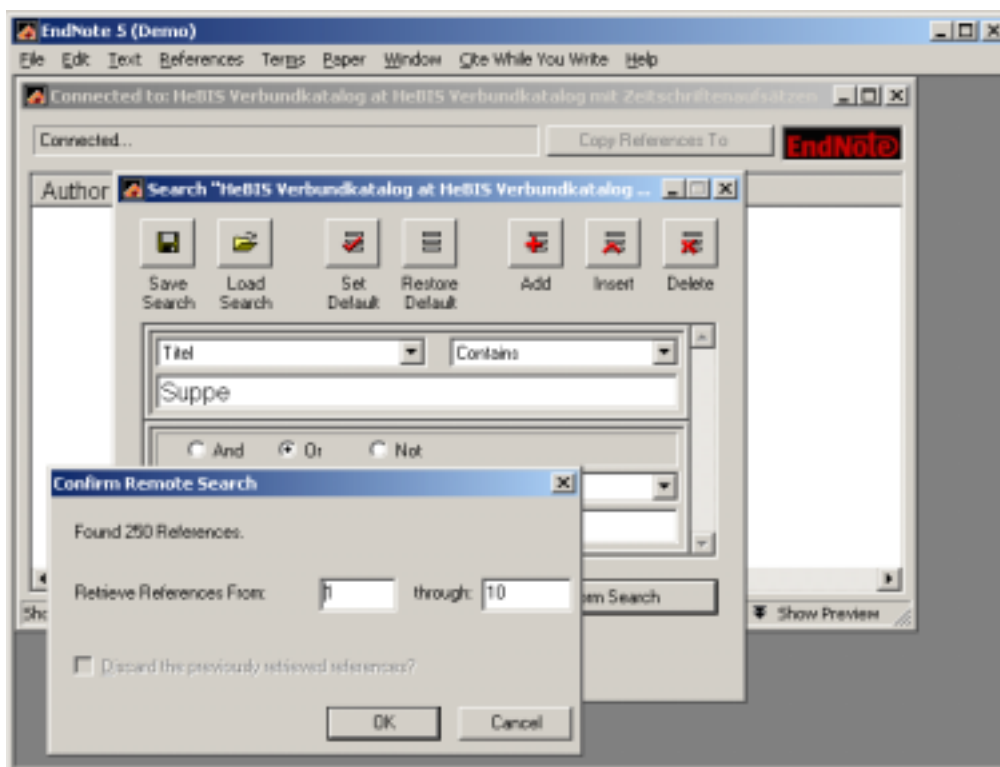 EndNote 5 (Demo)
File Edit Text References Terms Paper Window Cite While You Write Help
Connected to: HeBIS Verbundkatalog at HeBIS Verbundkatalog mit Zeitschriftenaufsätzen
Connected...
Copy References To
EndNote
Author
Search "HeBIS Verbundkatalog at HeBIS Verbundkatalog ...
Save Search
Load Search
Set Default
Restore Default
Add
Insert
Delete
Titel
Contains
Suppe
And Or Not
Confirm Remote Search
Found 250 References.
Retrieve References From: 1 through: 10
Search
Show Preview
Discard the previously retrieved references?
OK
Cancel